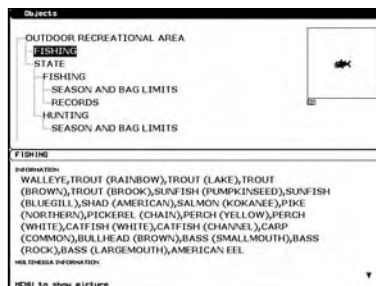 Objects
OUTDOOR RECREATIONAL AREA
FISHING
STATE
FISHING
SEASON AND BAG LIMITS
RECORDS
HUNTING
SEASON AND BAG LIMITS
FISHING
INFORMATION
WALLEYE,TROUT (RAINBOW),TROUT (LAKE),TROUT
(BROWN),TROUT (BROOK),SUNFISH (PUMPKINSEED),SUNFISH
(BLUEGILL),SHAD (AMERICAN),SALMON (KOKANEE),PIKE
(NORTHERN),PICKEREL (CHAIN),PERCH (YELLOW),PERCH
(WHITE),CATFISH (WHITE),CATFISH (CHANNEL),CARP
(COMMON),BULLHEAD (BROWN),BASS (SMALLMOUTH),BASS
(ROCK),BASS (LARGEMOUTH),AMERICAN EEL
MULTIMEDIA INFORMATION
MENU to show picture